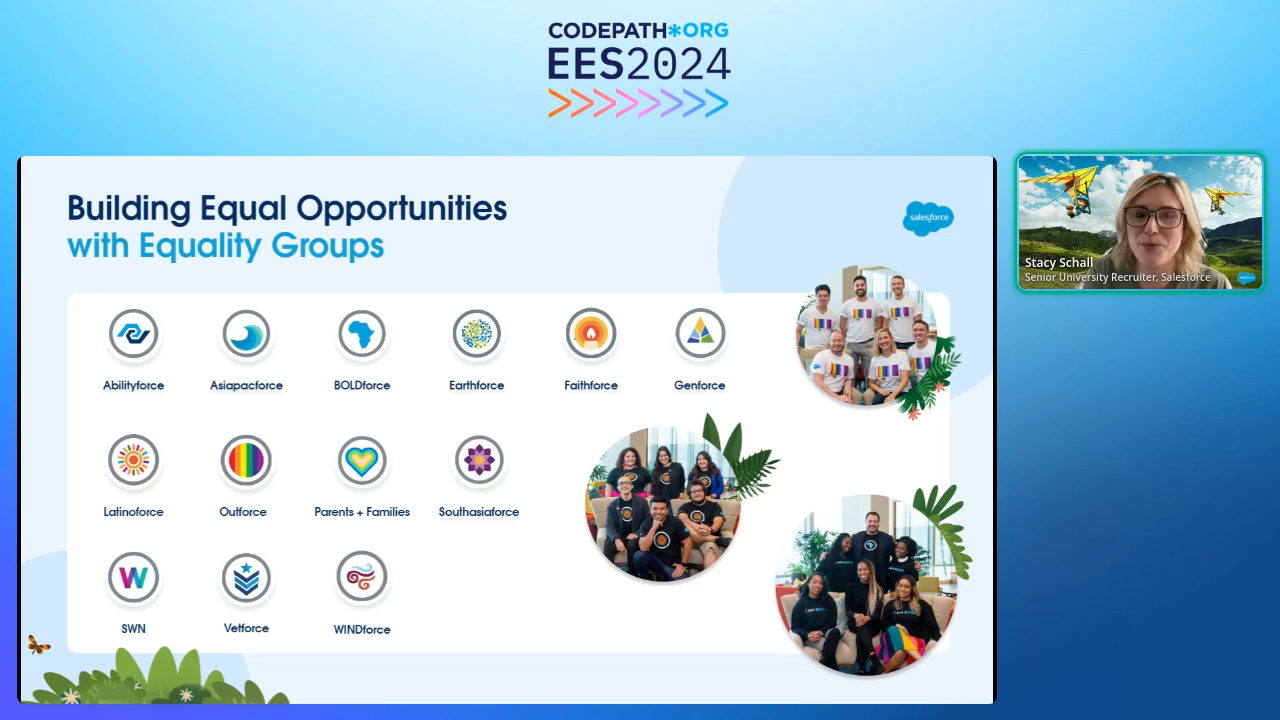 CODEPATH*ORG
EES2024
Building Equal Opportunities
with Equality Groups
salesforce
Stacy Schall
Senior University Recruiter, Salesforce
Abilityforce
Asiapacforce
BOLDforce
Earthforce
Faithforce
Genforce
Latinoforce
Outforce
Parents + Families
Southasiaforce
W
SWN
Vetforce
WINDforce